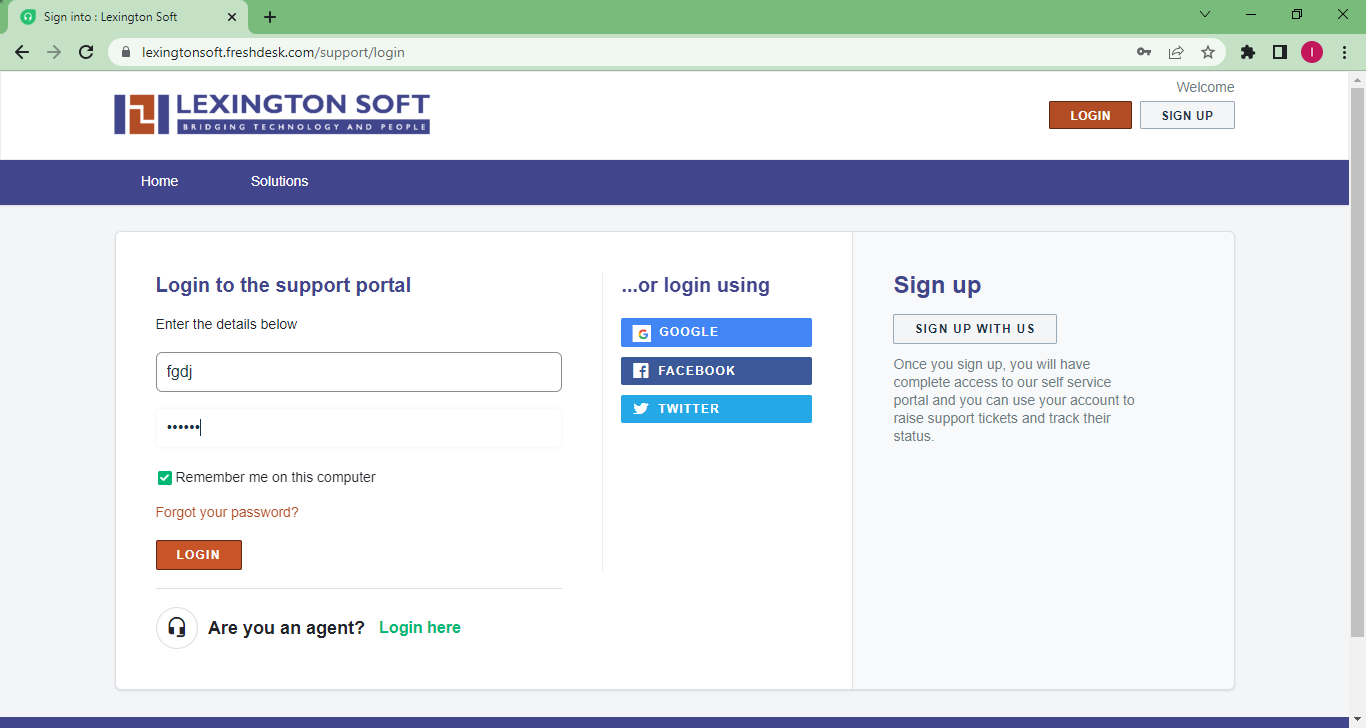 Sign into : Lexington Soft
lexingtonsoft.freshdesk.com/support/login
I
LEXINGTON SOFT
BRIDGING TECHNOLOGY AND PEOPLE
Welcome
LOGIN
SIGN UP
Home
Solutions
Login to the support portal
Enter the details below
fgdj
••••••
Remember me on this computer
Forgot your password?
LOGIN
Are you an agent? Login here
...or login using
GOOGLE
FACEBOOK
TWITTER
Sign up
SIGN UP WITH US
Once you sign up, you will have
complete access to our self service
portal and you can use your account to
raise support tickets and track their
status.